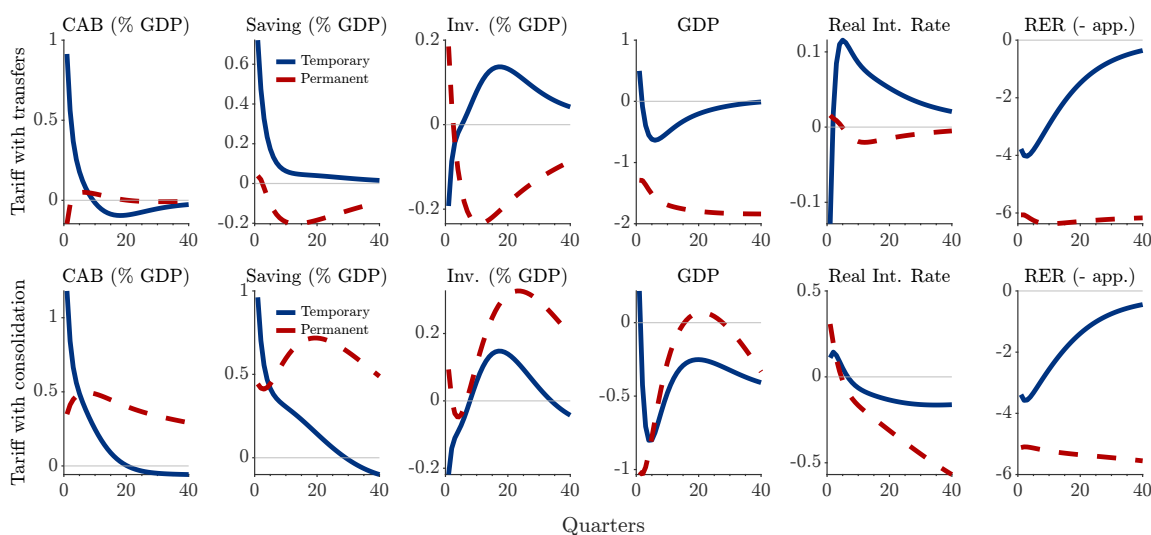 CAB (% GDP)
Saving (% GDP)
Inv. (% GDP)
GDP
Real Int. Rate
RER (- app.)
Tariff with transfers
1
0.5
0
0 20 40
0.6
0.4
0.2
0
-0.2
0 20 40
Temporary
Permanent
0.2
0
-0.2
0 20 40
1
0
-1
-2
0 20 40
0.1
0
-0.1
0 20 40
0
-2
-4
-6
0 20 40
CAB (% GDP)
Saving (% GDP)
Inv. (% GDP)
GDP
Real Int. Rate
RER (- app.)
Tariff with consolidation
1
0.5
0
0 20 40
1
0.5
0
0 20 40
Temporary
Permanent
0.2
0
-0.2
0 20 40
0
-0.5
-1
0 20 40
0.5
0
-0.5
0 20 40
0
-2
-4
-6
0 20 40
Quarters